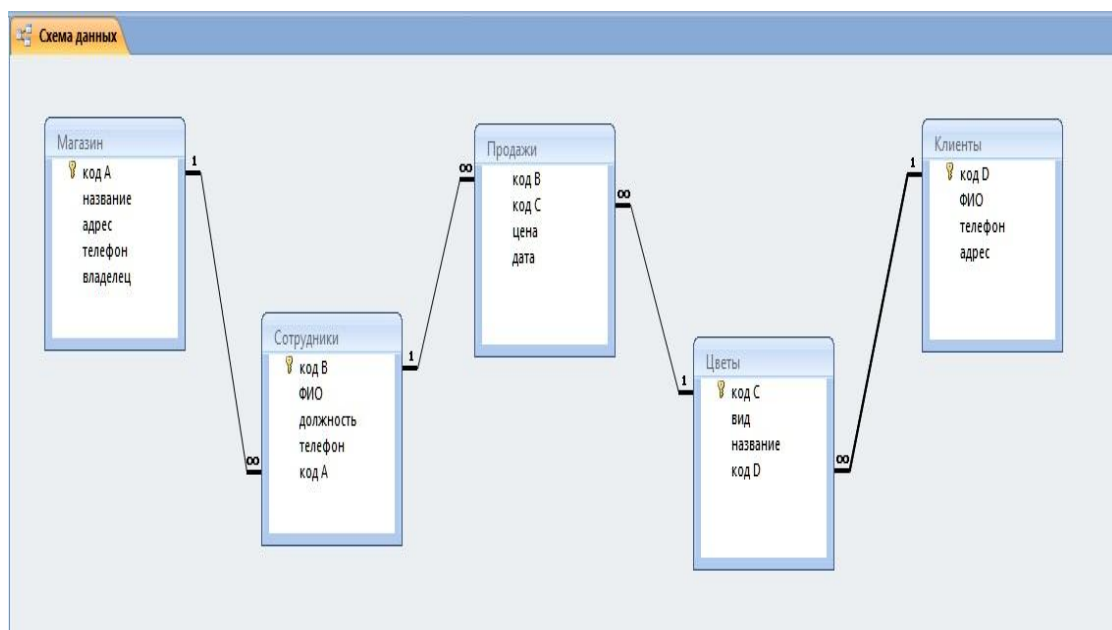 Схема данных
Магазин
код A
название
адрес
телефон
владелец
1
∞
Сотрудники
код B
ФИО
должность
телефон
код A
1
∞
Продажи
код B
код C
цена
дата
∞
1
Цветы
код C
вид
название
код D
∞
1
Клиенты
код D
ФИО
телефон
адрес